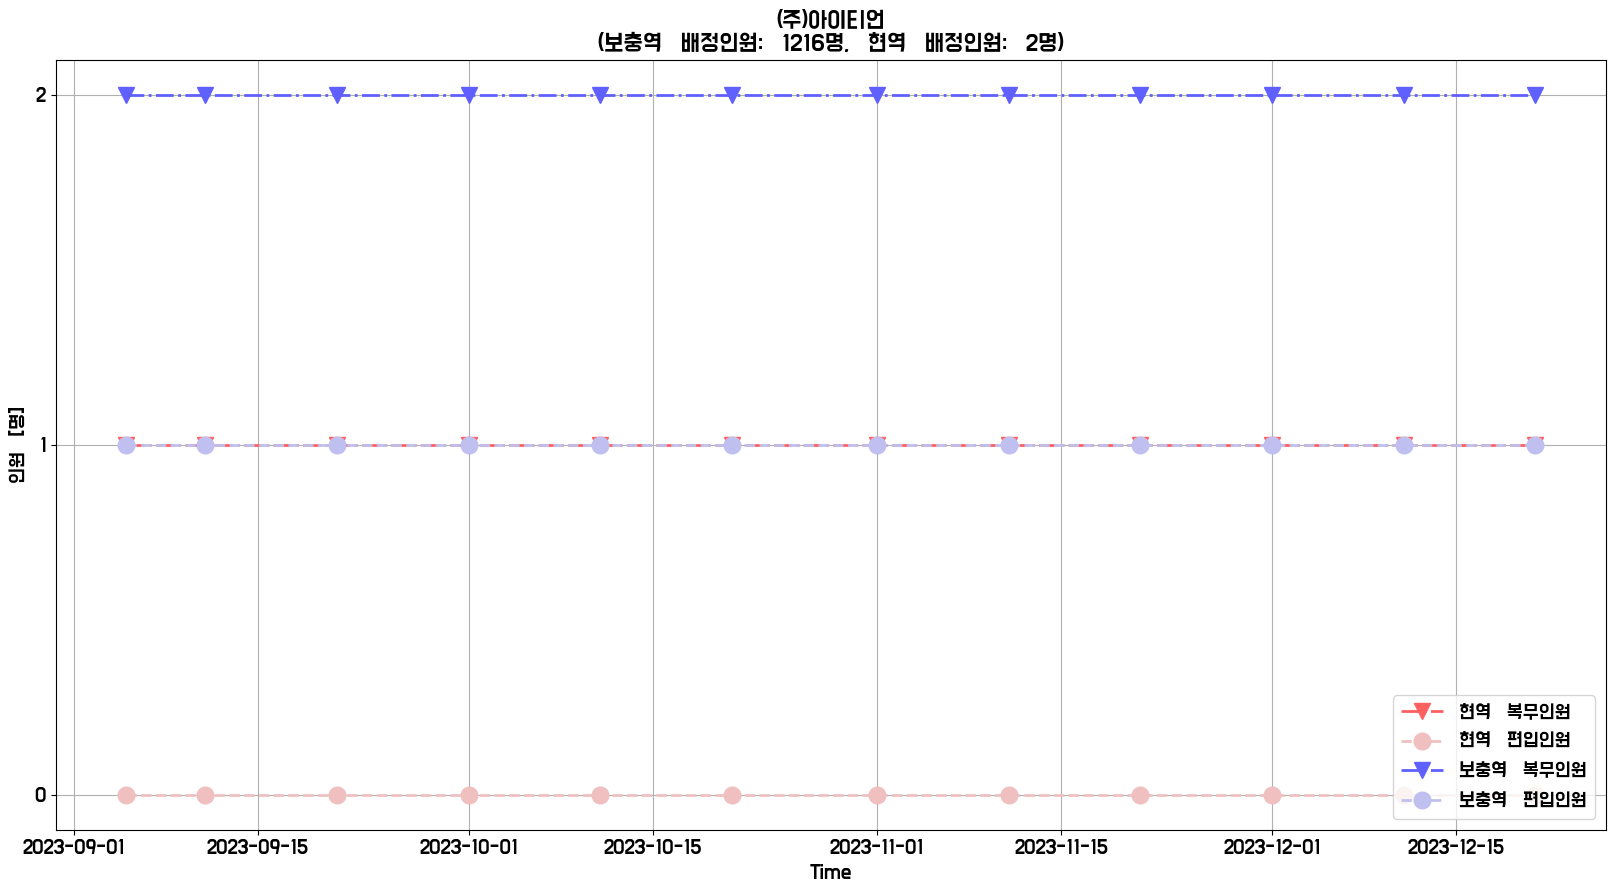 (주)아이티언
(보충역 배정인원: 1216명, 현역 배정인원: 2명)
인원 [명]
2
1
0
2023-09-01 2023-09-15 2023-10-01 2023-10-15 2023-11-01 2023-11-15 2023-12-01 2023-12-15
Time
현역 복무인원
현역 편입인원
보충역 복무인원
보충역 편입인원